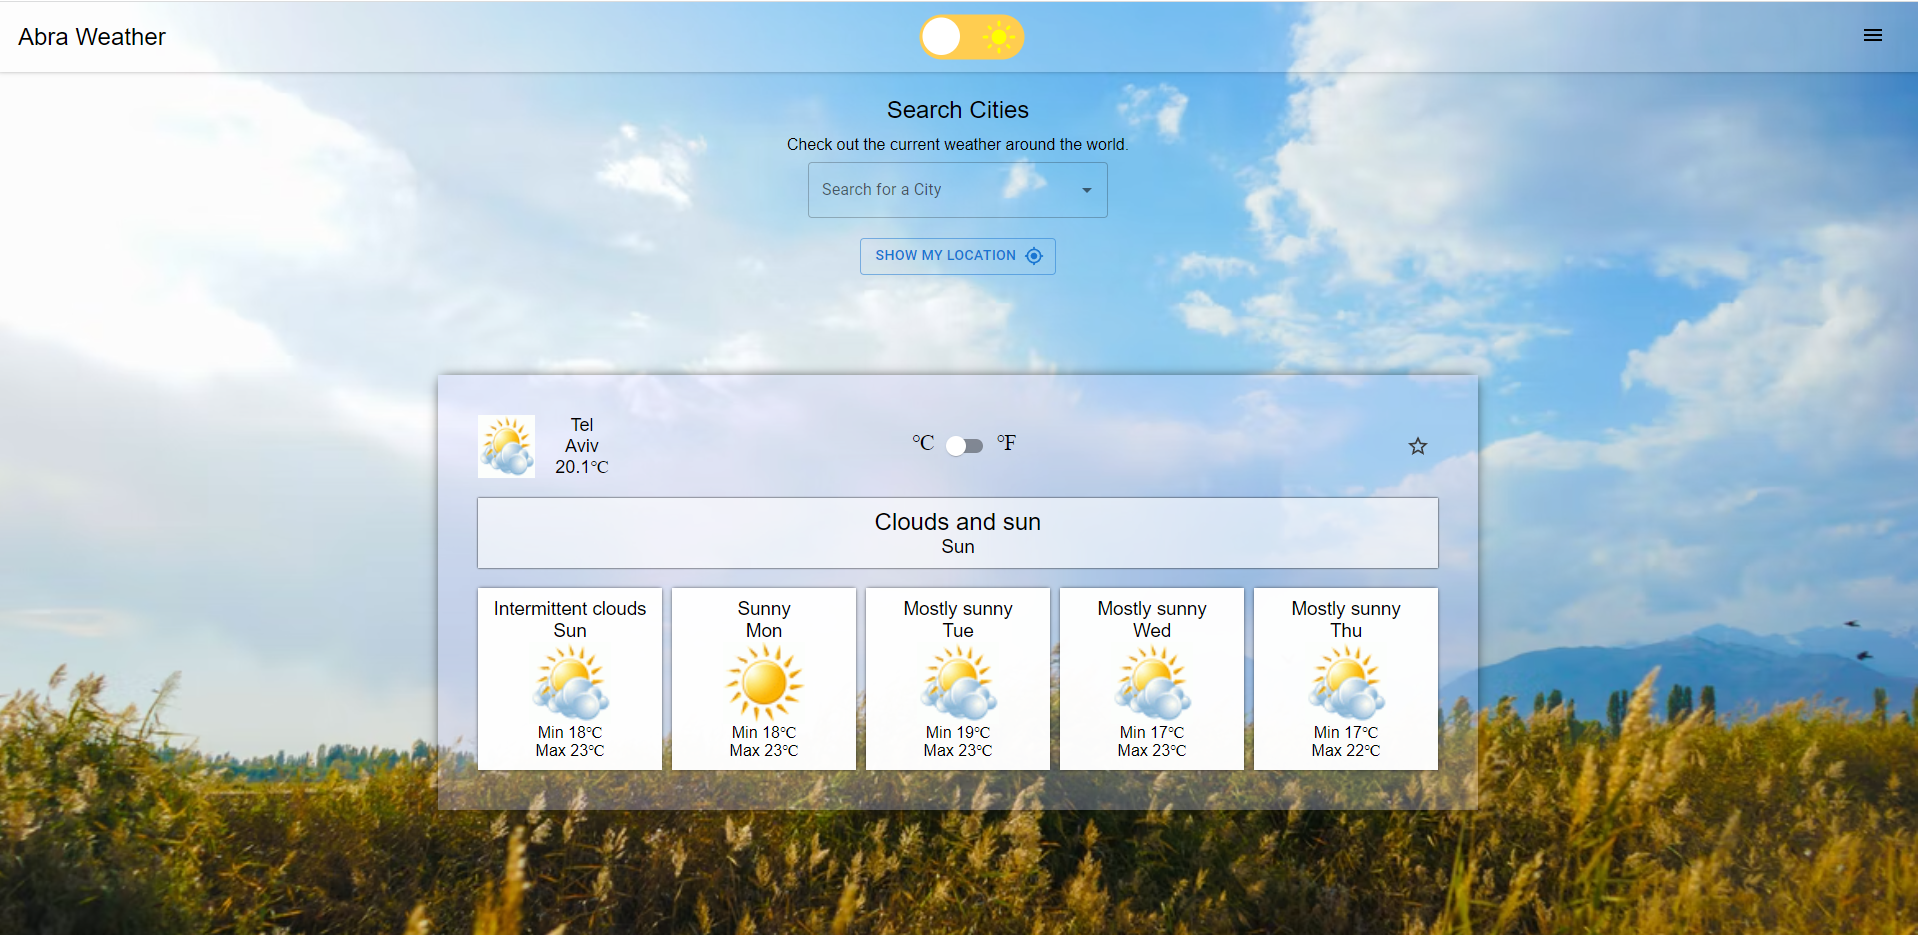 Abra Weather
Search Cities
Check out the current weather around the world.
Search for a City
SHOW MY LOCATION
Tel
Aviv
20.1°C
°C °F
Clouds and sun
Sun
Intermittent clouds
Sun
Min 18°C
Max 23°C
Sunny
Mon
Min 18°C
Max 23°C
Mostly sunny
Tue
Min 19°C
Max 23°C
Mostly sunny
Wed
Min 17°C
Max 23°C
Mostly sunny
Thu
Min 17°C
Max 22°C